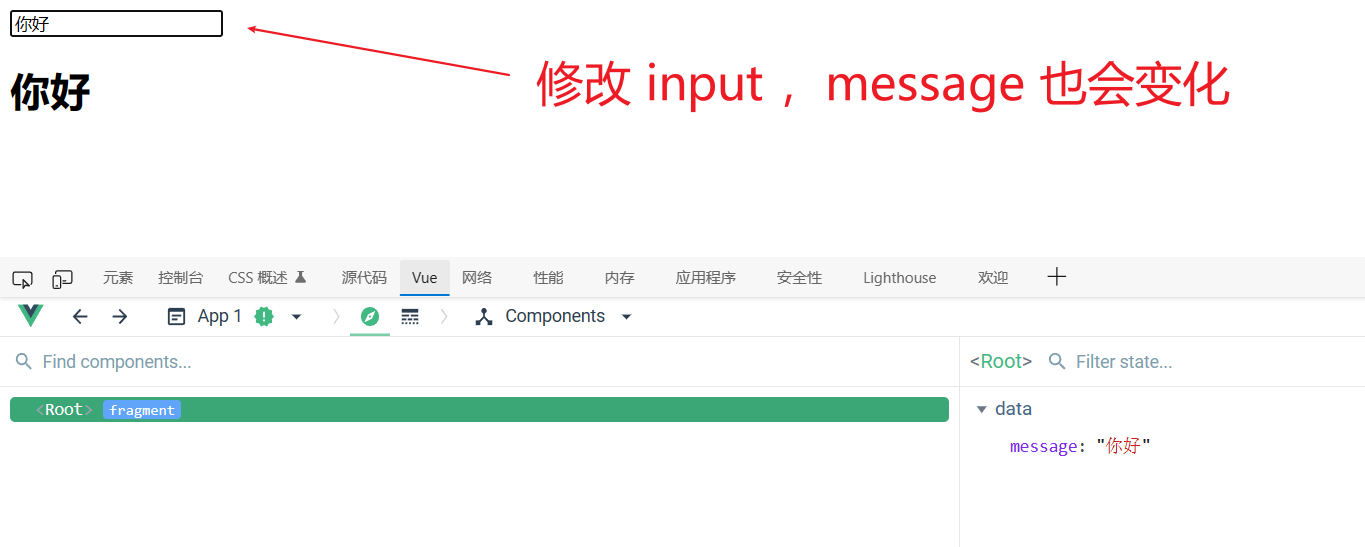 你好
修改 input ， message 也会变化
你好
元素 控制台 CSS 概述 源代码 Vue 网络 性能 内存 应用程序 安全性 Lighthouse 欢迎
App 1 Components
Find components... <Root> Filter state...
<Root> fragment
data
message: "你好"